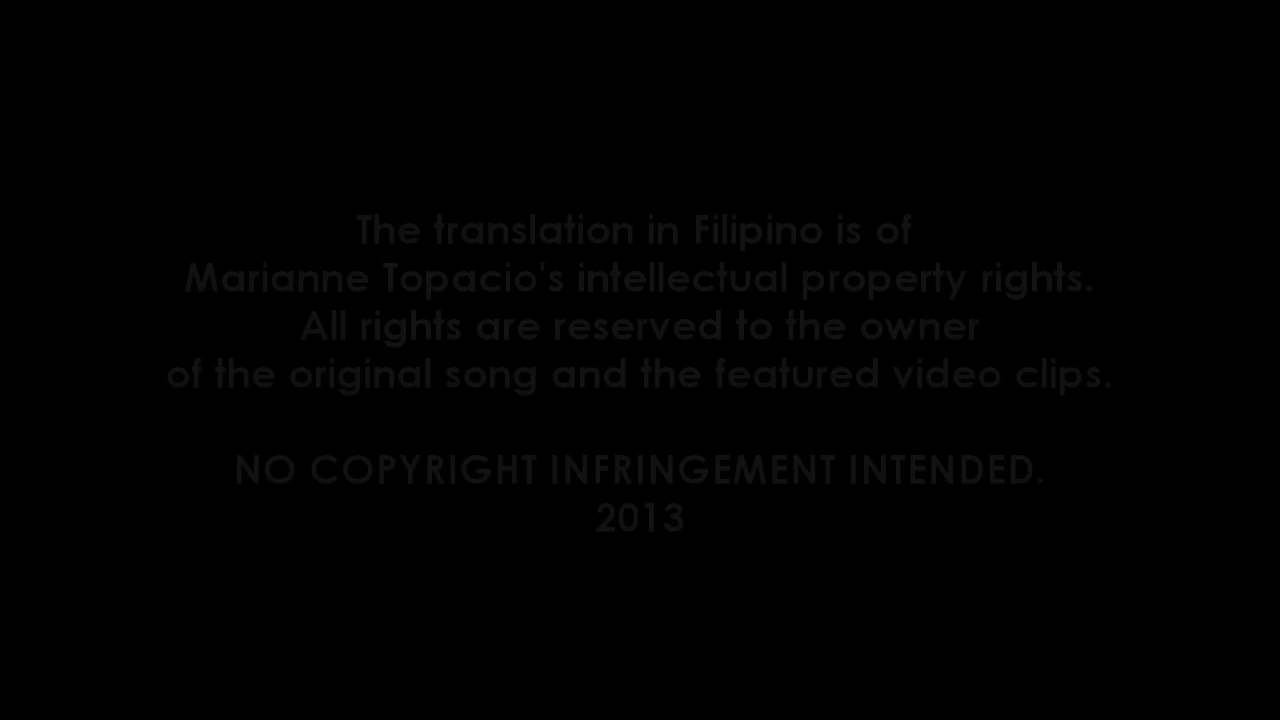 The translation in Filipino is of
Marianne Topacio's intellectual property rights.
All rights are reserved to the owner
of the original song and the featured video clips.
NO COPYRIGHT INFRINGEMENT INTENDED.
2013